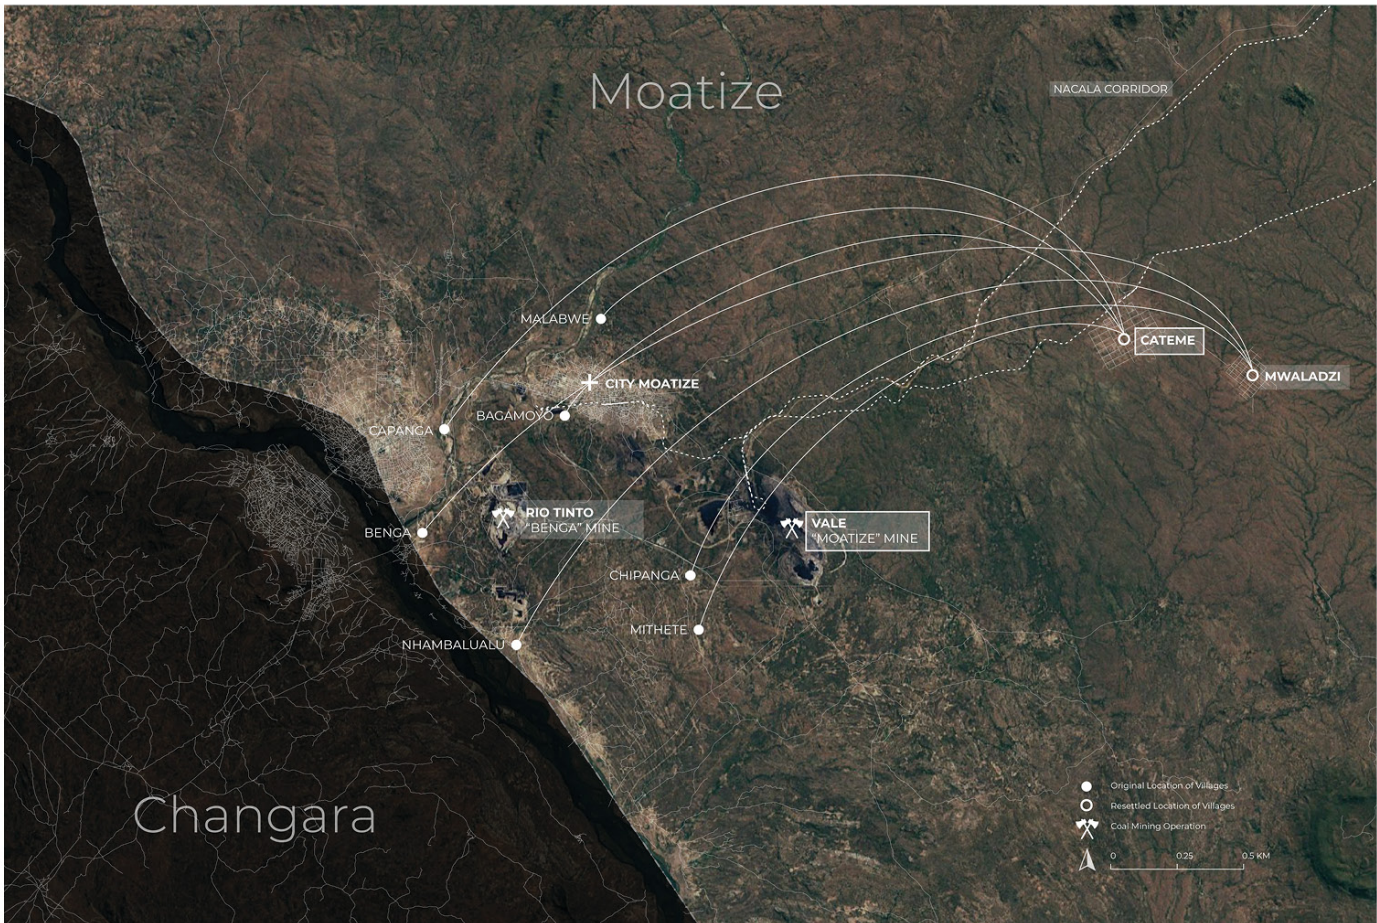 Moatize
NACALA CORRIDOR
MALABWE
CATEME
MWALADZI
CITY MOATIZE
BAGAMOYO
CAPANGA
RIO TINTO
"BENGA" MINE
VALE
"MOATIZE" MINE
BENGA
CHIPANGA
MITHETE
NHAMBALUALU
Changara
Original Location of Villages
Resettled Location of Villages
Coal Mining Operation
0 0.25 0.5 KM